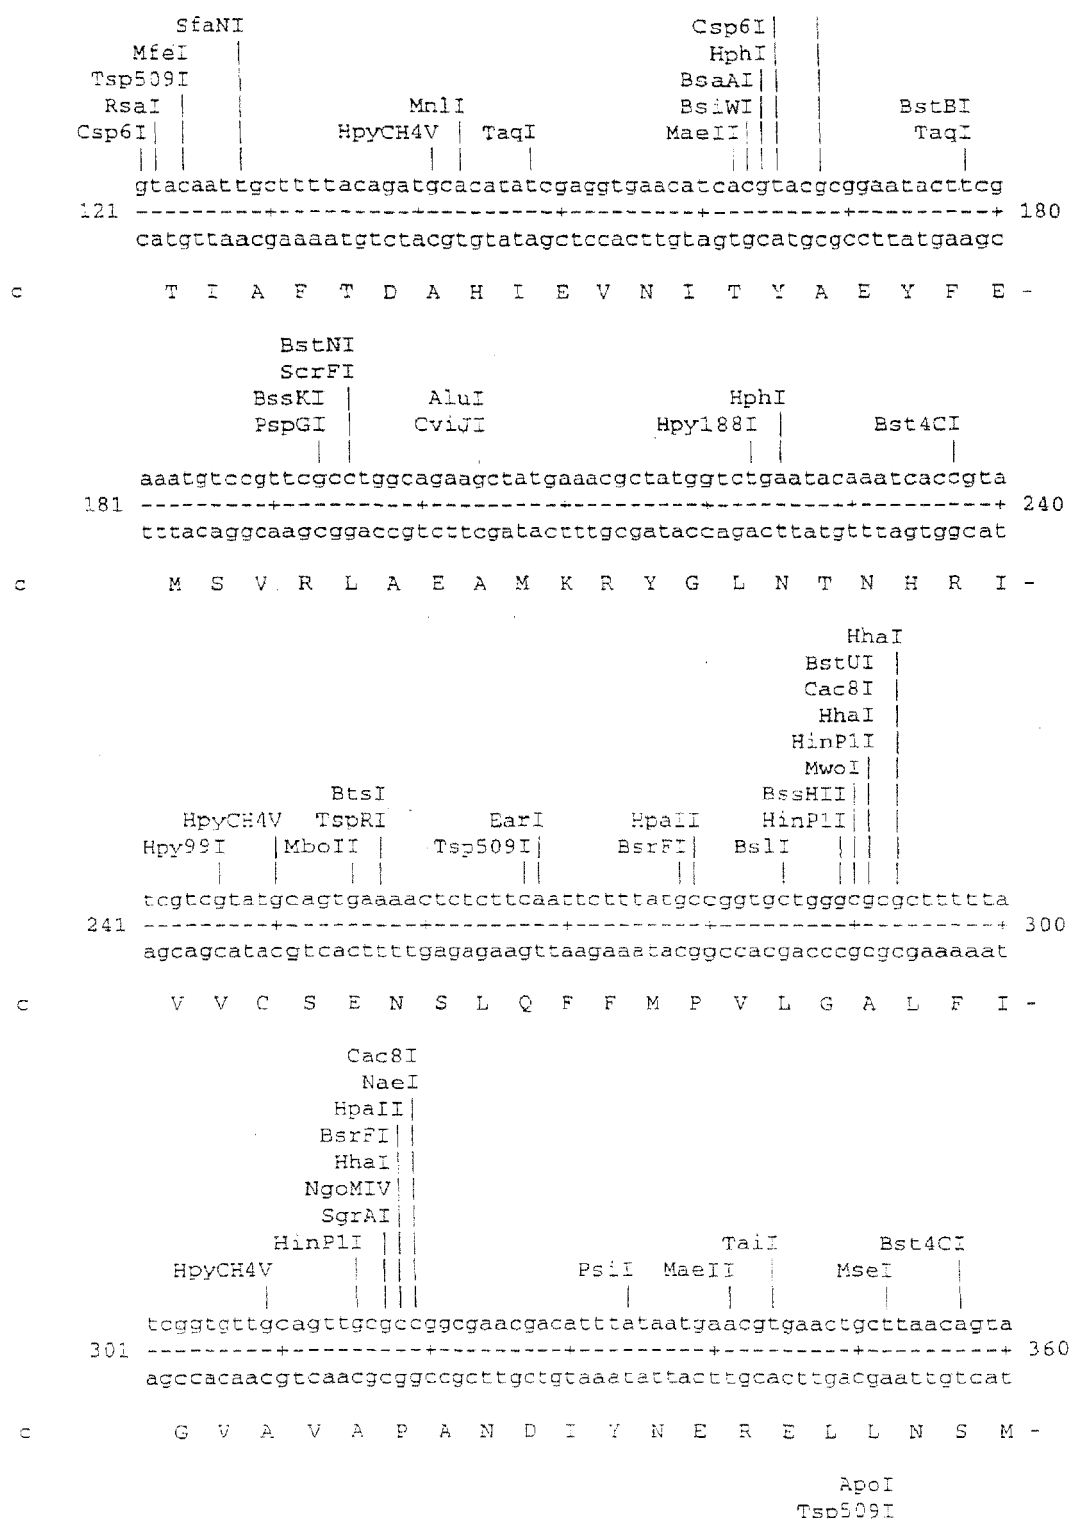 SfaNI Csp6I
MfeI HphI
Tsp509I BsaAI
RsaI MnlI BsiWI BstBI
Csp6I HpyCH4V TaqI MaeII TaqI
gtacaattgcttttacagatgcacatatcgaggtgaacatcacgtacgcggaatacttcg
121 ---------+---------+---------+---------+---------+---------+ 180
catgttaacgaaaatgtctacgtgtatagctccacttgtagtgcatgcgccttatgaagc
c T I A F T D A H I E V N I T Y A E Y F E -
BstNI
ScrFI
BssKI AluI HphI
PspGI CviJI Hpy188I Bst4CI
aaatgtccgttcgcctggcagaagctatgaaacgctatggtctgaatacaaatcaccgta
181 ---------+---------+---------+---------+---------+---------+ 240
tttacaggcaagcggaccgtcttcgatactttgcgataccagacttatgtttagtggcat
c M S V R L A E A M K R Y G L N T N H R I -
HhaI
BstUI
Cac8I
HhaI
HinP1I
MwoI
BtsI BssHII
HpyCH4V TspRI EarI HpaII HinP1I
Hpy99I MboII Tsp509I BsrFI BslI
tcgtcgtatgcagtgaaaactctcttcaattctttatgccggtgctgggcgcgctttttta
241 ---------+---------+---------+---------+---------+---------+ 300
agcagcatacgtcacttttgagagaagttaagaaatacggccacgacccgcgcgaaaaat
c V V C S E N S L Q F F M P V L G A L F I -
Cac8I
NaeI
HpaII
BsrFI
HhaI
NgoMIV
SgrAI
HinP1I TaiI Bst4CI
HpyCH4V PsiI MaeII MseI
tcggtgttgcagttgcgccggcgaacgacatttataatgaacgtgaactgcttaacagta
301 ---------+---------+---------+---------+---------+---------+ 360
agccacaacgtcaacgcggccgcttgctgtaaatattacttgcacttgacgaattgtcat
c G V A V A P A N D I Y N E R E L L N S M -
ApoI
Tsp509I